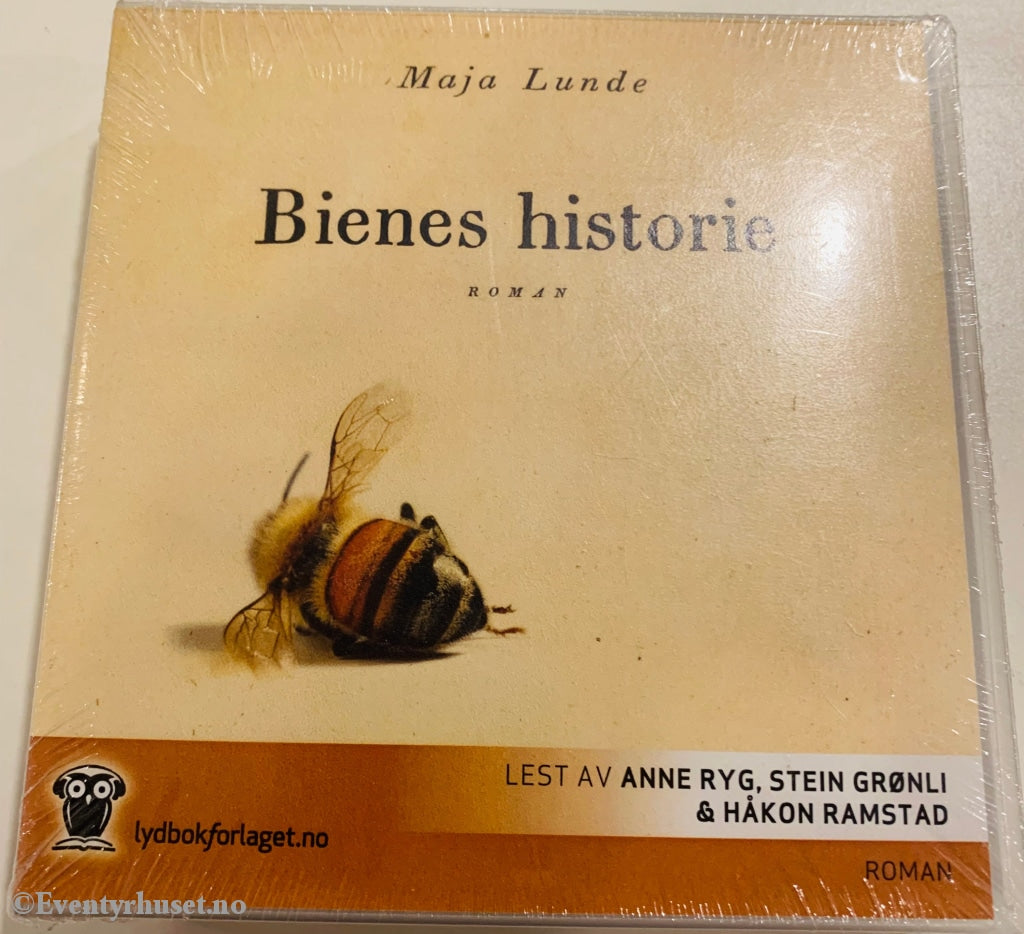 Maja Lunde
Bienes historie
ROMAN
LEST AV ANNE RYG, STEIN GRØNLI
& HÅKON RAMSTAD
lydbokforlaget.no
ROMAN
©Eventyrhuset.no